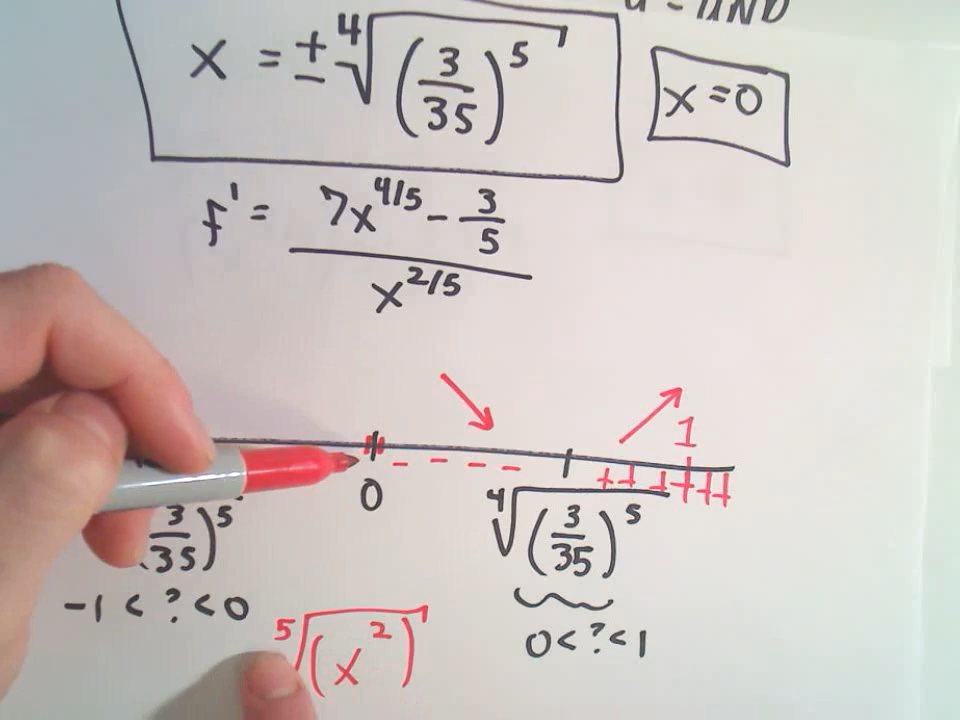 x = ± ⁴√(3/35)⁵
x = 0
f' = (7x^{4/5} - 3/5) / x^{2/5}
1
- - - - + + + + + +
0
⁴√(3/35)⁵
(3/35)⁵
-1 < ? < 0
0 < ? < 1
⁵√(x²)